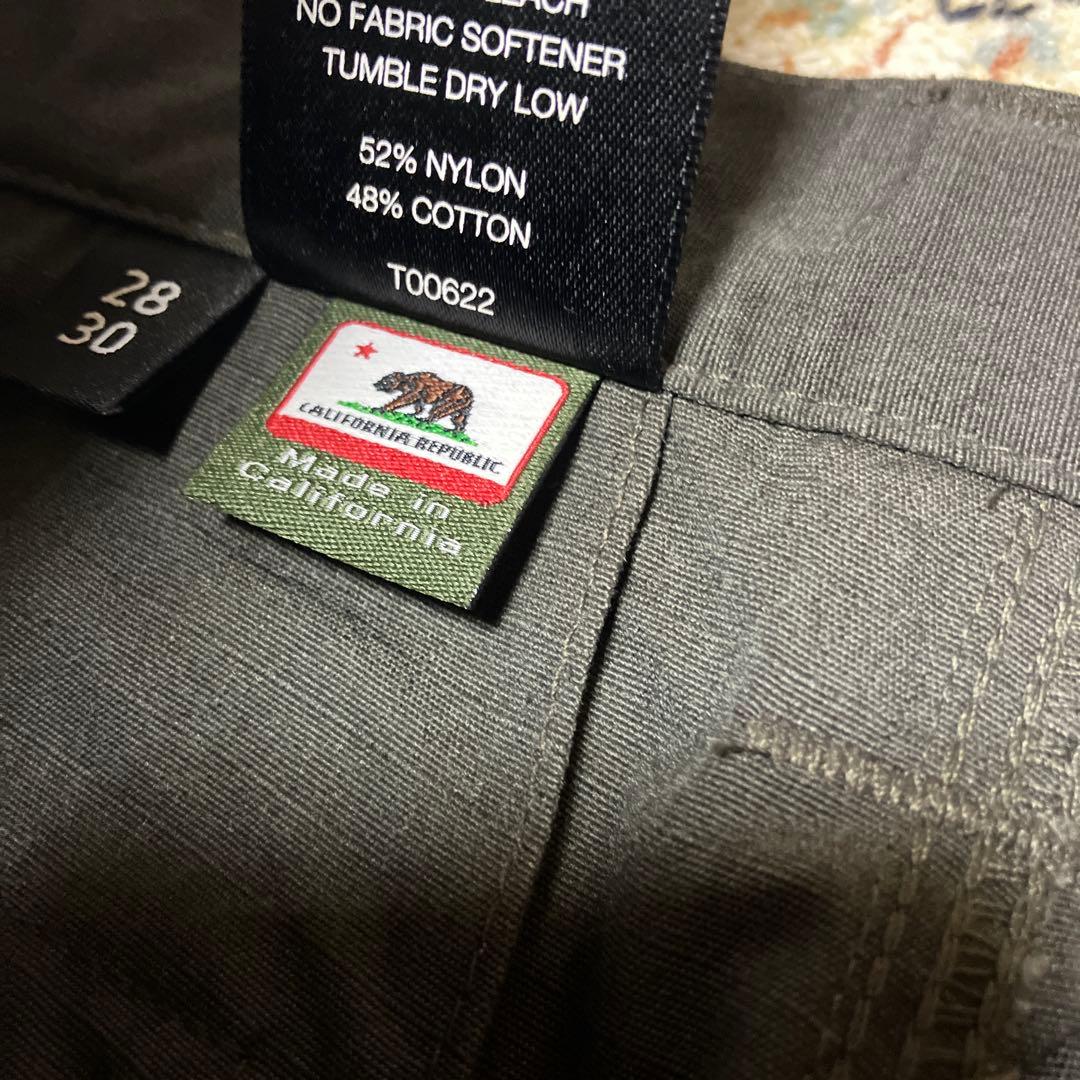 NO FABRIC SOFTENER
TUMBLE DRY LOW
52% NYLON
48% COTTON
T00622
28
30
CALIFORNIA REPUBLIC
Made in
California